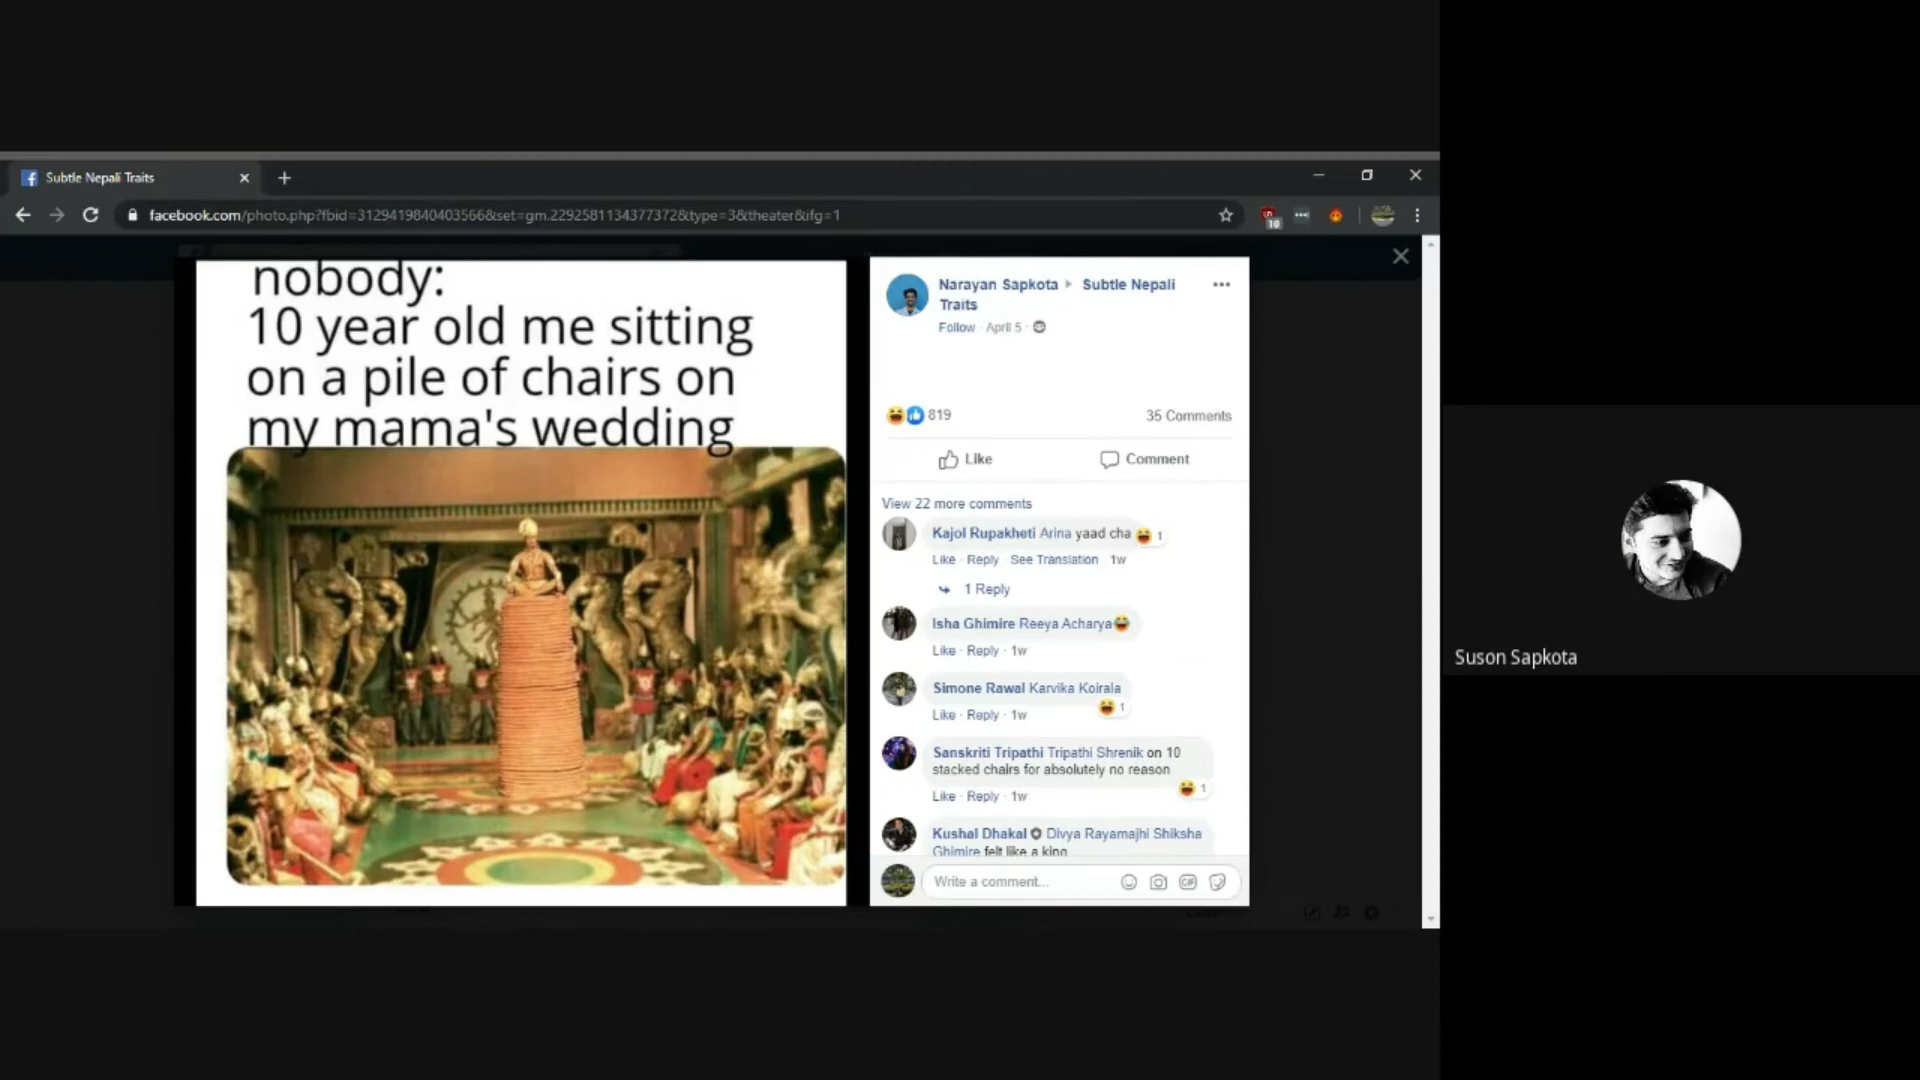 Subtle Nepali Traits
facebook.com/photo.php?fbid=3129419840403566&set=gm.2292581134377372&type=3&theater&ifg=1
10
nobody:
10 year old me sitting
on a pile of chairs on
my mama's wedding
Narayan Sapkota ▸ Subtle Nepali
Traits
Follow · April 5 ·
819
35 Comments
Like
Comment
View 22 more comments
Kajol Rupakheti Arina yaad cha
1
Like · Reply · See Translation · 1w
1 Reply
Isha Ghimire Reeya Acharya
Like · Reply · 1w
Simone Rawal Karvika Koirala
1
Like · Reply · 1w
Sanskriti Tripathi Tripathi Shrenik on 10
stacked chairs for absolutely no reason
1
Like · Reply · 1w
Kushal Dhakal Divya Rayamajhi Shiksha
Ghimire felt like a king
Write a comment...
GIF
Suson Sapkota